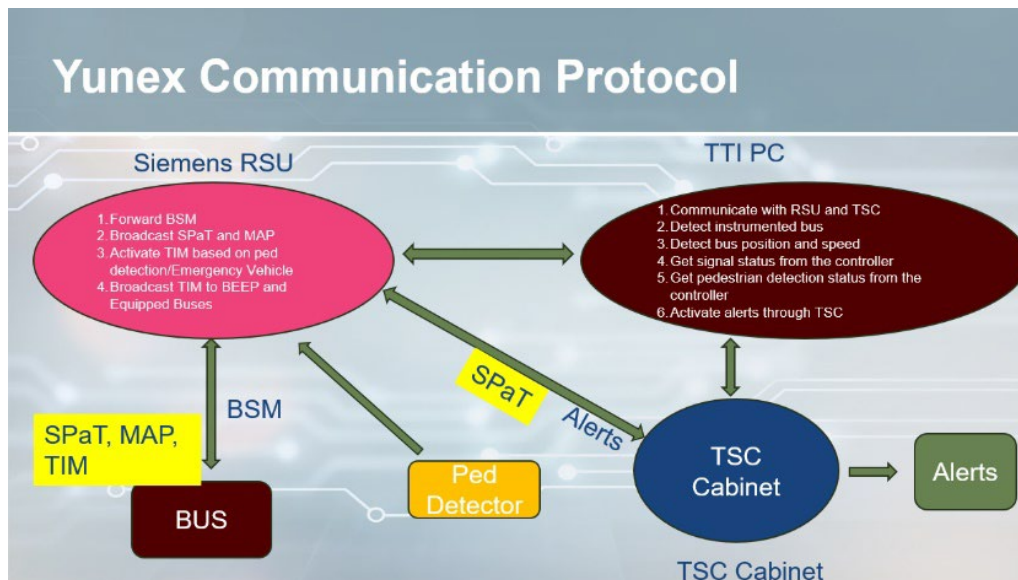 Yunex Communication Protocol
Siemens RSU
TTI PC
1. Forward BSM
2. Broadcast SPaT and MAP
3. Activate TIM based on ped
detection/Emergency Vehicle
4. Broadcast TIM to BEEP and
Equipped Buses
1. Communicate with RSU and TSC
2. Detect instrumented bus
3. Detect bus position and speed
4. Get signal status from the controller
5. Get pedestrian detection status from the
controller
6. Activate alerts through TSC
SPaT
Alerts
BSM
SPaT, MAP,
TIM
BUS
Ped
Detector
TSC
Cabinet
Alerts
TSC Cabinet